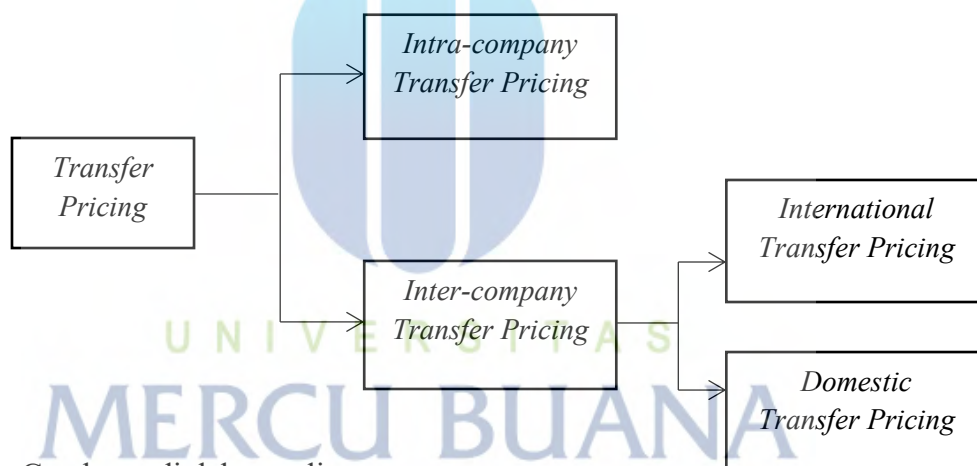 Intra-company
Transfer Pricing
Transfer
Pricing
International
Transfer Pricing
Inter-company
Transfer Pricing
UNIVERSITAS
MERCU BUANA
Domestic
Transfer Pricing